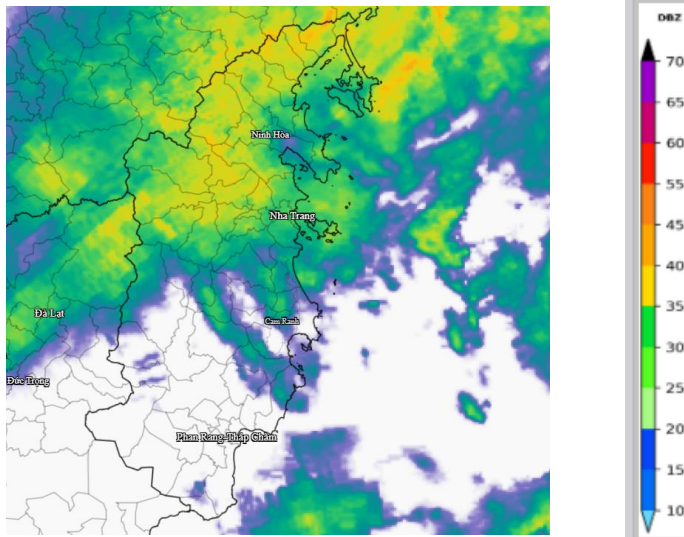 DBZ
70
65
60
55
45
40
35
30
25
20
15
10
Ninh Hòa
Nha Trang
Đà Lạt
Cam Ranh
Đức Trọng
Phan Rang-Tháp Chàm